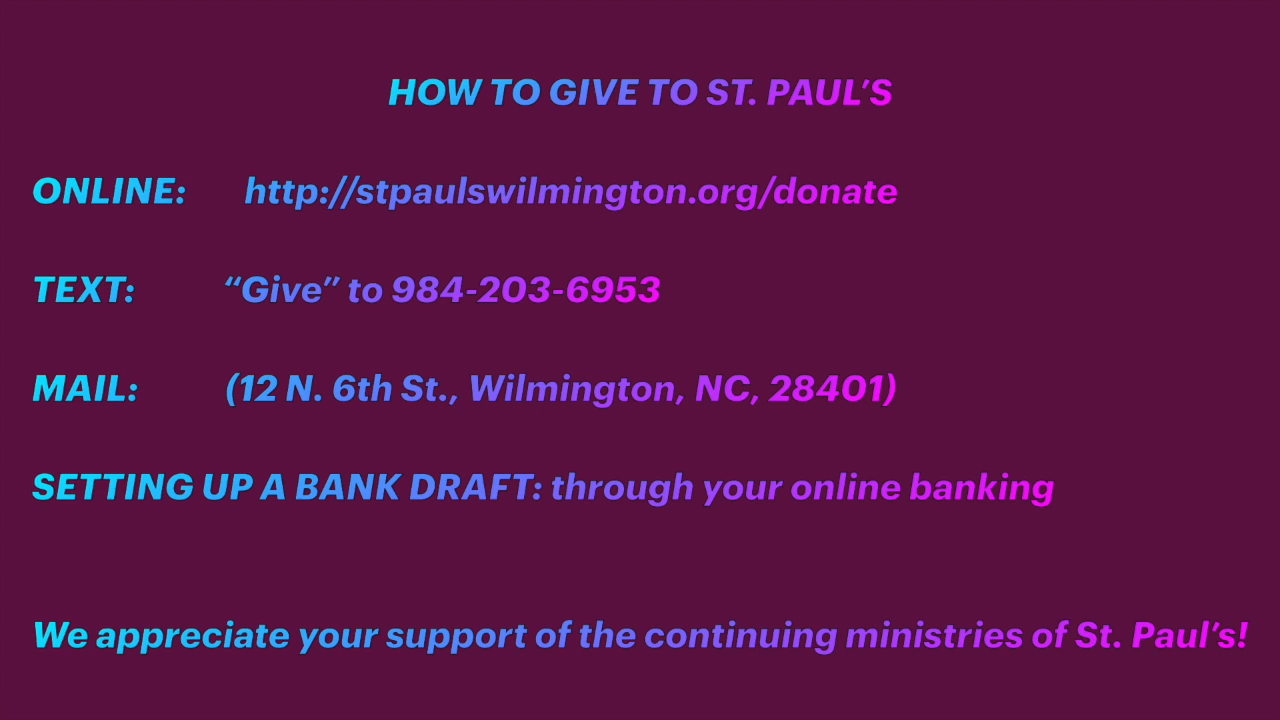 HOW TO GIVE TO ST. PAUL’S
ONLINE: http://stpaulswilmington.org/donate
TEXT: “Give” to 984-203-6953
MAIL: (12 N. 6th St., Wilmington, NC, 28401)
SETTING UP A BANK DRAFT: through your online banking
We appreciate your support of the continuing ministries of St. Paul’s!